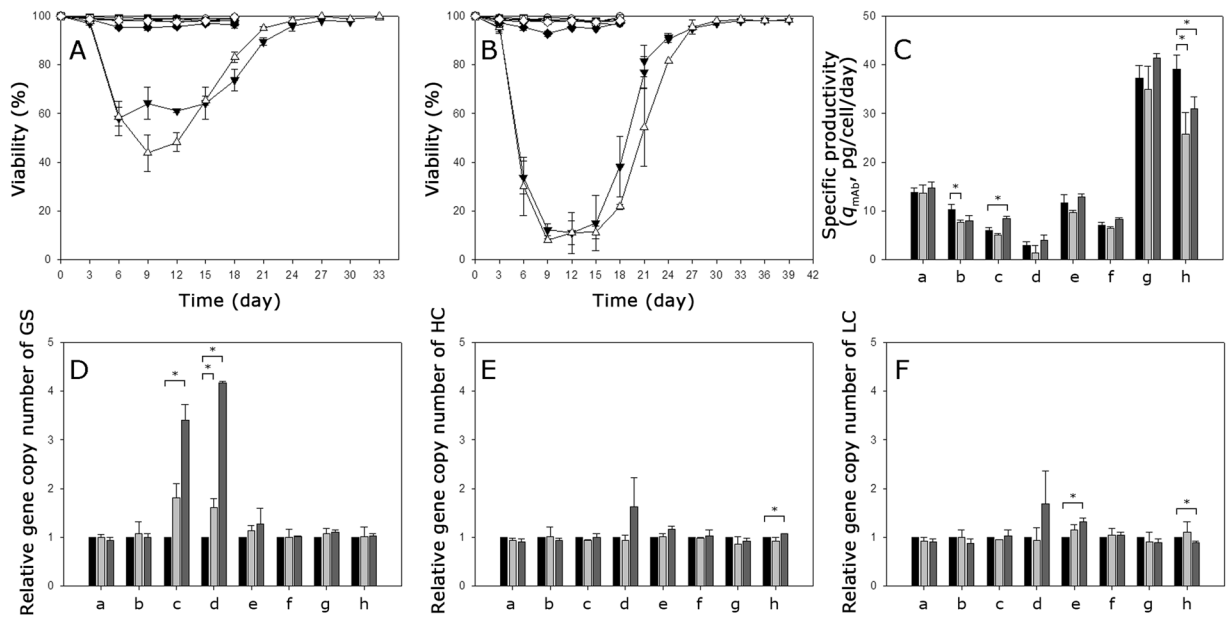 A
Viability (%)
100
80
60
40
20
0
0 3 6 9 12 15 18 21 24 27 30 33
Time (day)
B
Viability (%)
100
80
60
40
20
0
0 3 6 9 12 15 18 21 24 27 30 33 36 39 42
Time (day)
C
Specific productivity
(qmAb, pg/cell/day)
50
40
30
20
10
0
* * * *
a b c d e f g h
D
Relative gene copy number of GS
5
4
3
2
1
0
* * *
a b c d e f g h
E
Relative gene copy number of HC
5
4
3
2
1
0
*
a b c d e f g h
F
Relative gene copy number of LC
5
4
3
2
1
0
* *
a b c d e f g h